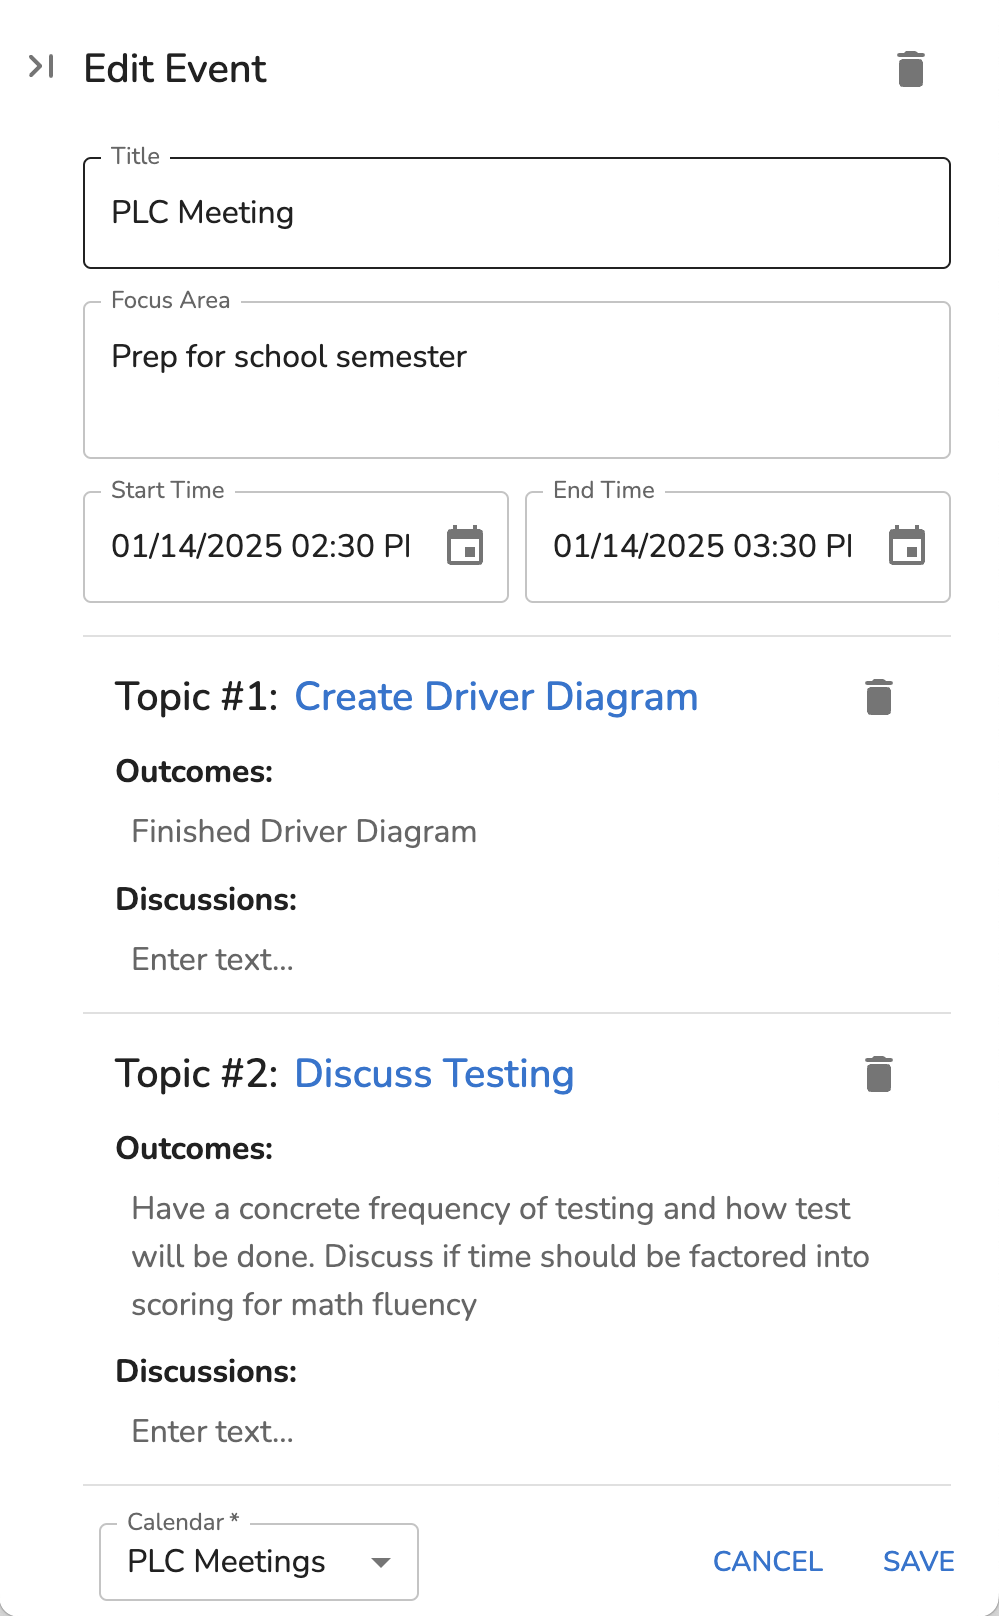 Edit Event
Title
PLC Meeting
Focus Area
Prep for school semester
Start Time
End Time
01/14/2025 02:30 P
01/14/2025 03:30 P
Topic #1: Create Driver Diagram
Outcomes:
Finished Driver Diagram
Discussions:
Enter text...
Topic #2: Discuss Testing
Outcomes:
Have a concrete frequency of testing and how test
will be done. Discuss if time should be factored into
scoring for math fluency
Discussions:
Enter text...
Calendar *
PLC Meetings
CANCEL
SAVE